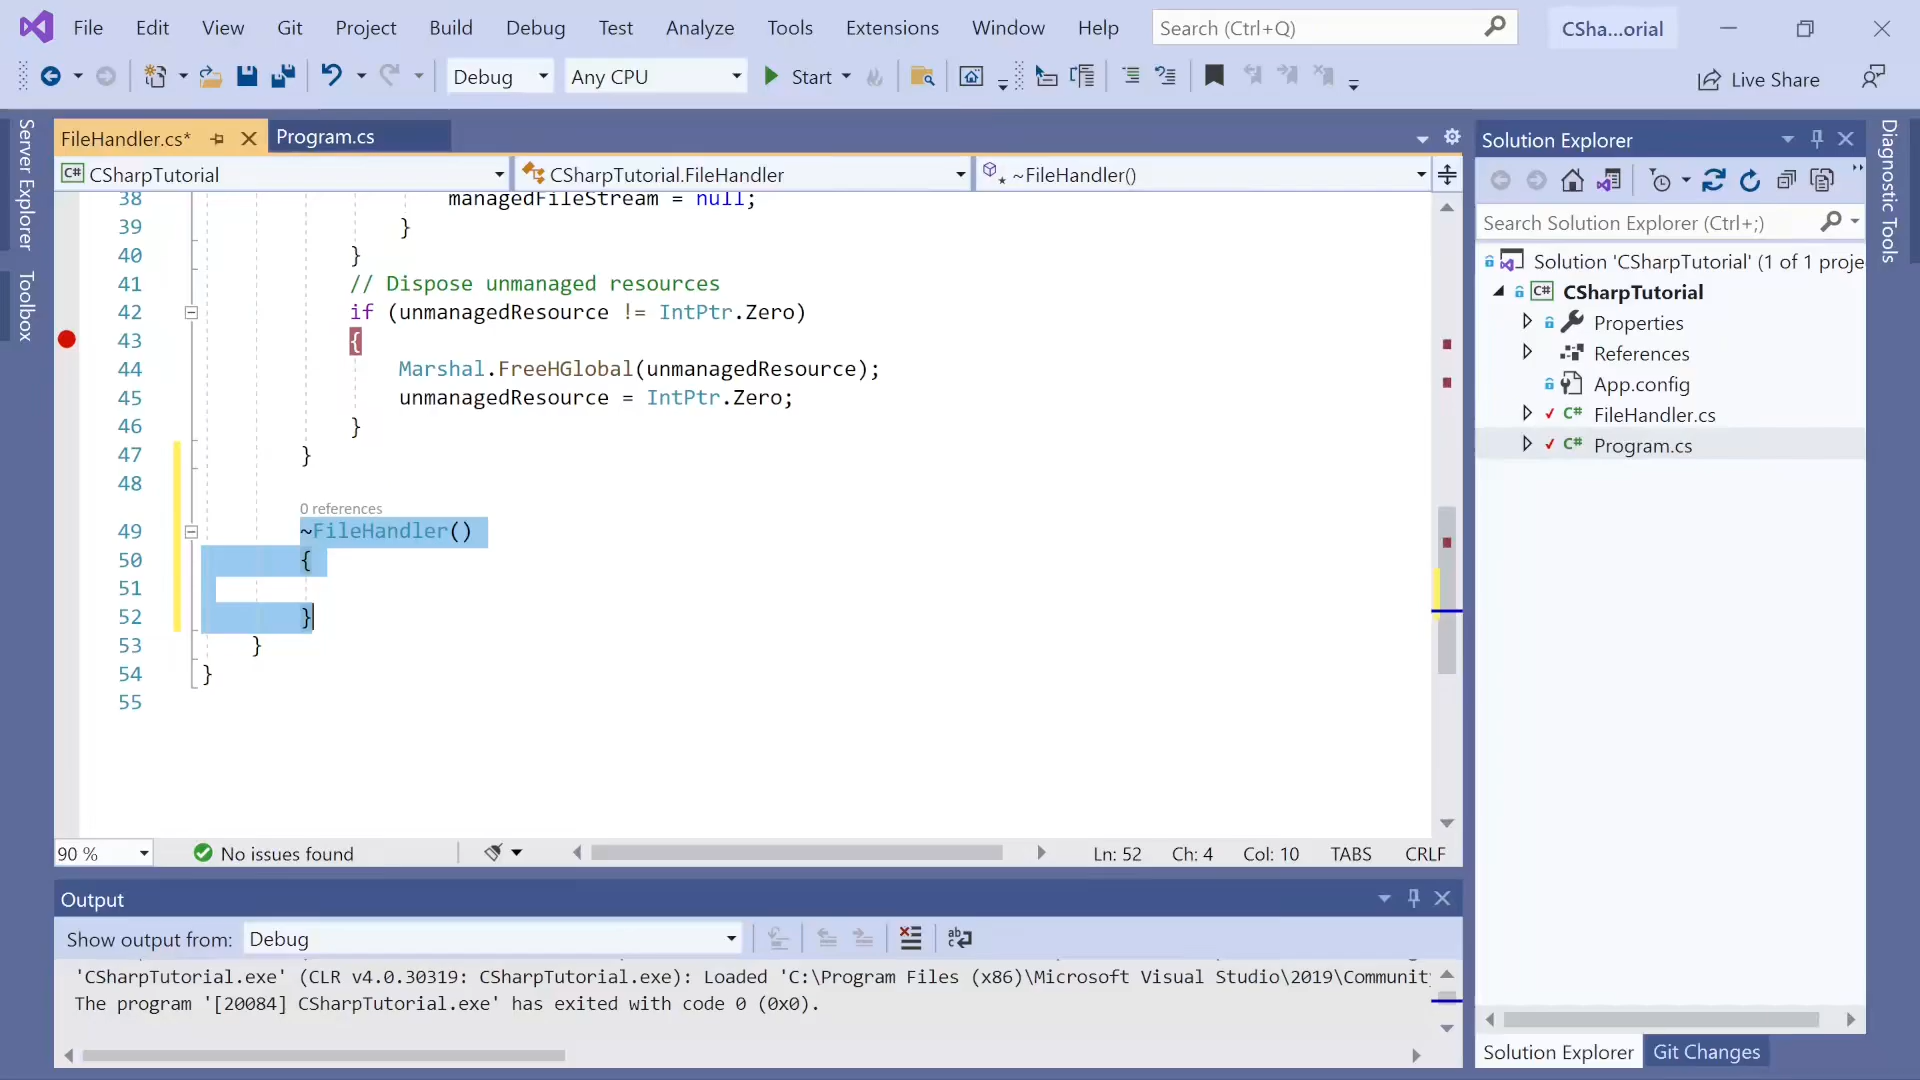 File Edit View Git Project Build Debug Test Analyze Tools Extensions Window Help Search (Ctrl+Q) CSha...orial
Debug Any CPU Start Live Share
Server Explorer
Toolbox
FileHandler.cs* Program.cs
CSharpTutorial CSharpTutorial.FileHandler ~FileHandler()
38 managedFileStream = null;
39 }
40 }
41 // Dispose unmanaged resources
42 if (unmanagedResource != IntPtr.Zero)
43 {
44 Marshal.FreeHGlobal(unmanagedResource);
45 unmanagedResource = IntPtr.Zero;
46 }
47 }
48
0 references
49 ~FileHandler()
50 {
51
52 }
53 }
54 }
55
90 % No issues found Ln: 52 Ch: 4 Col: 10 TABS CRLF
Output
Show output from: Debug
'CSharpTutorial.exe' (CLR v4.0.30319: CSharpTutorial.exe): Loaded 'C:\Program Files (x86)\Microsoft Visual Studio\2019\Community
The program '[20084] CSharpTutorial.exe' has exited with code 0 (0x0).
Solution Explorer
Search Solution Explorer (Ctrl+;)
Solution 'CSharpTutorial' (1 of 1 proje
C# CSharpTutorial
Properties
References
App.config
C# FileHandler.cs
C# Program.cs
Solution Explorer Git Changes
Diagnostic Tools